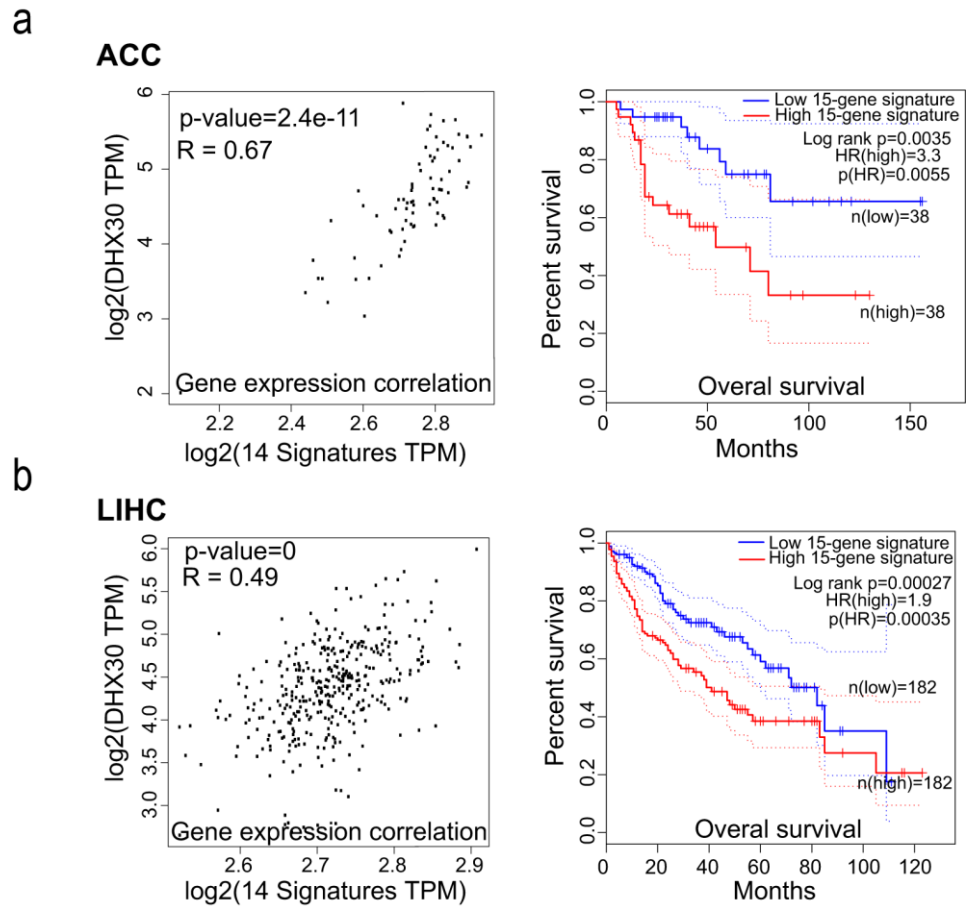 a
ACC
log2(DHX30 TPM)
6
5
4
3
2
p-value=2.4e-11
R = 0.67
Gene expression correlation
2.2
2.4
2.6
2.8
log2(14 Signatures TPM)
Percent survival
1.0
0.8
0.6
0.4
0.2
0.0
Low 15-gene signature
High 15-gene signature
Log rank p=0.0035
HR(high)=3.3
p(HR)=0.0055
n(low)=38
n(high)=38
Overal survival
0
50
100
150
Months
b
LIHC
log2(DHX30 TPM)
6.0
5.5
5.0
4.5
4.0
3.5
3.0
p-value=0
R = 0.49
Gene expression correlation
2.6
2.7
2.8
2.9
log2(14 Signatures TPM)
Percent survival
1.0
0.8
0.6
0.4
0.2
0.0
Low 15-gene signature
High 15-gene signature
Log rank p=0.00027
HR(high)=1.9
p(HR)=0.00035
n(low)=182
n(high)=182
Overal survival
0
20
40
60
80
100
120
Months